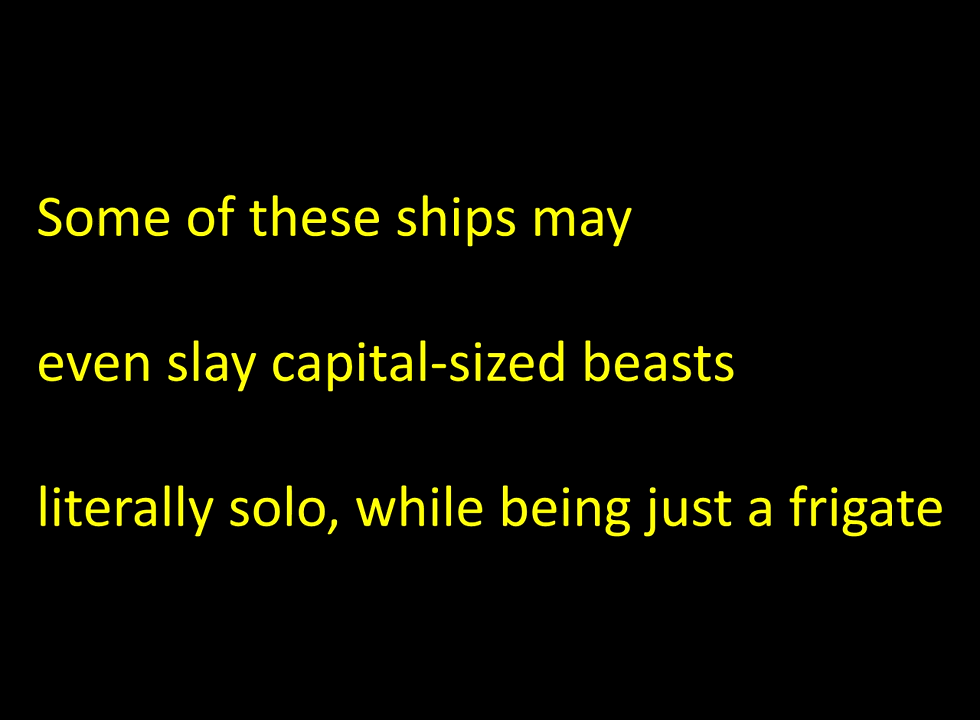 Some of these ships may
even slay capital-sized beasts
literally solo, while being just a frigate